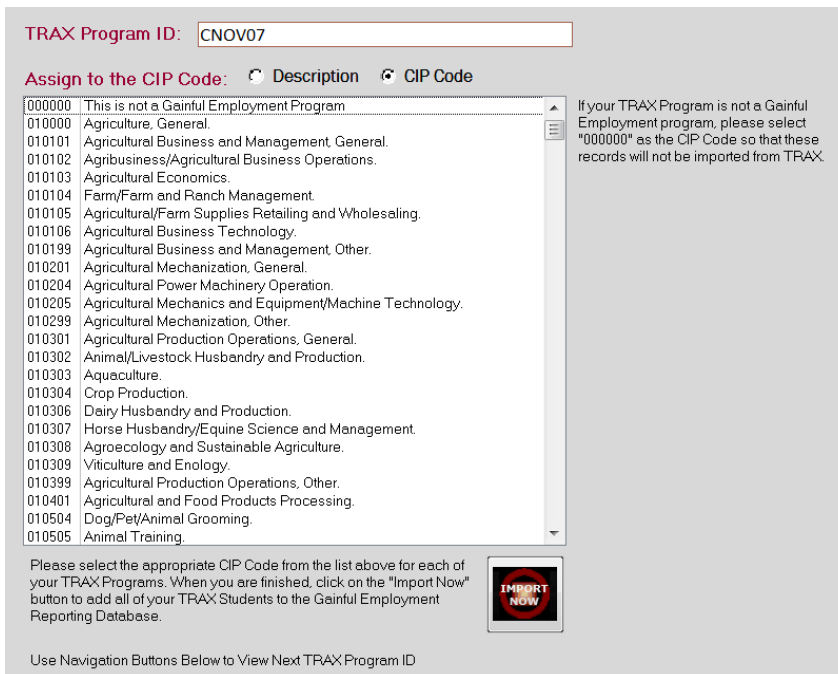 TRAX Program ID: CNOV07
Assign to the CIP Code: Description CIP Code
000000 This is not a Gainful Employment Program
010000 Agriculture, General.
010101 Agricultural Business and Management, General.
010102 Agribusiness/Agricultural Business Operations.
010103 Agricultural Economics.
010104 Farm/Farm and Ranch Management.
010105 Agricultural/Farm Supplies Retailing and Wholesaling.
010106 Agricultural Business Technology.
010199 Agricultural Business and Management, Other.
010201 Agricultural Mechanization, General.
010204 Agricultural Power Machinery Operation.
010205 Agricultural Mechanics and Equipment/Machine Technology.
010299 Agricultural Mechanization, Other.
010301 Agricultural Production Operations, General.
010302 Animal/Livestock Husbandry and Production.
010303 Aquaculture.
010304 Crop Production.
010306 Dairy Husbandry and Production.
010307 Horse Husbandry/Equine Science and Management.
010308 Agroecology and Sustainable Agriculture.
010309 Viticulture and Enology.
010399 Agricultural Production Operations, Other.
010401 Agricultural and Food Products Processing.
010504 Dog/Pet/Animal Grooming.
010505 Animal Training.
If your TRAX Program is not a Gainful
Employment program, please select
"000000" as the CIP Code so that these
records will not be imported from TRAX.
Please select the appropriate CIP Code from the list above for each of
your TRAX Programs. When you are finished, click on the "Import Now"
button to add all of your TRAX Students to the Gainful Employment
Reporting Database.
IMPORT
NOW
Use Navigation Buttons Below to View Next TRAX Program ID